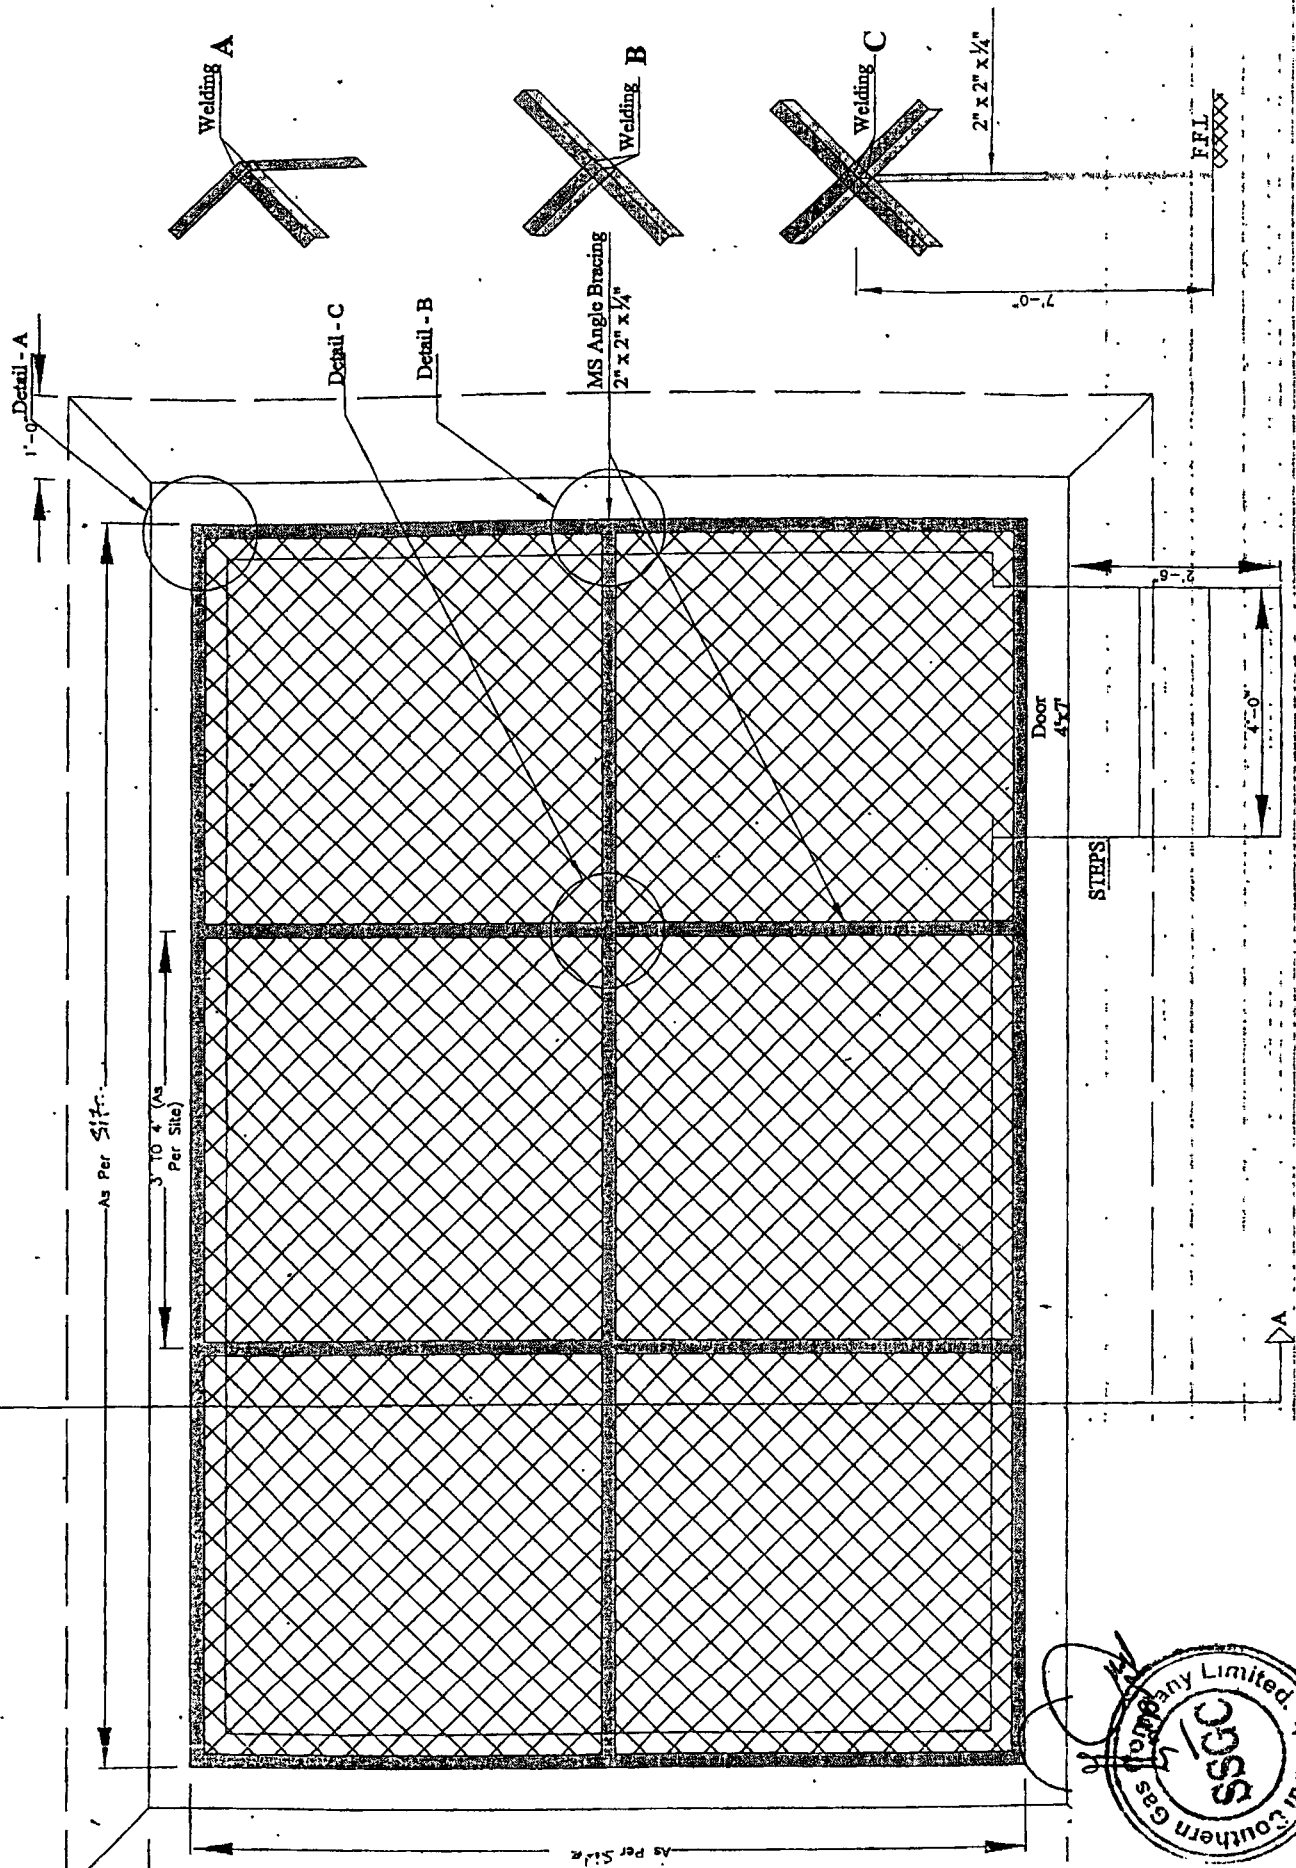 1'-0"
Detail - A
Detail - C
Detail - B
MS Angle Bracing
2" x 2" x 1/4"
Welding A
Welding B
Welding C
2" x 2" x 1/4"
F.F.L
7'-0"
As Per Site
3' TO 4' (As
Per Site)
As Per Site
Door
4'x7'
STEPS
2'-6"
4'-0"
A
Southern Gas Company Limited.
SSGC